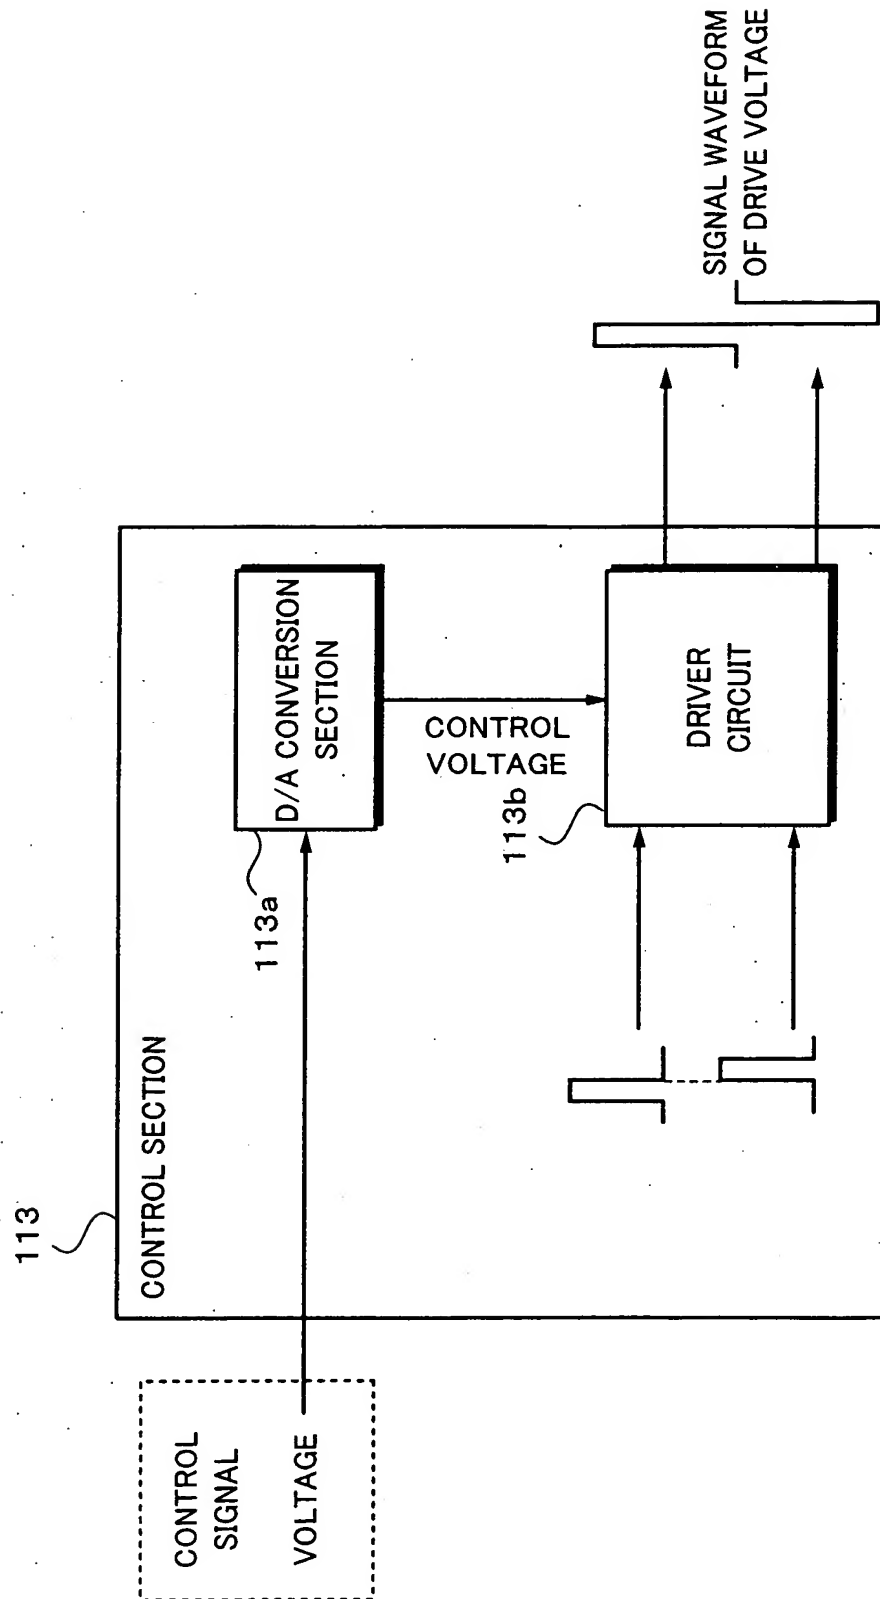 113
CONTROL SECTION
CONTROL
SIGNAL
VOLTAGE
113a
D/A CONVERSION
SECTION
CONTROL
VOLTAGE
113b
DRIVER
CIRCUIT
SIGNAL WAVEFORM
OF DRIVE VOLTAGE